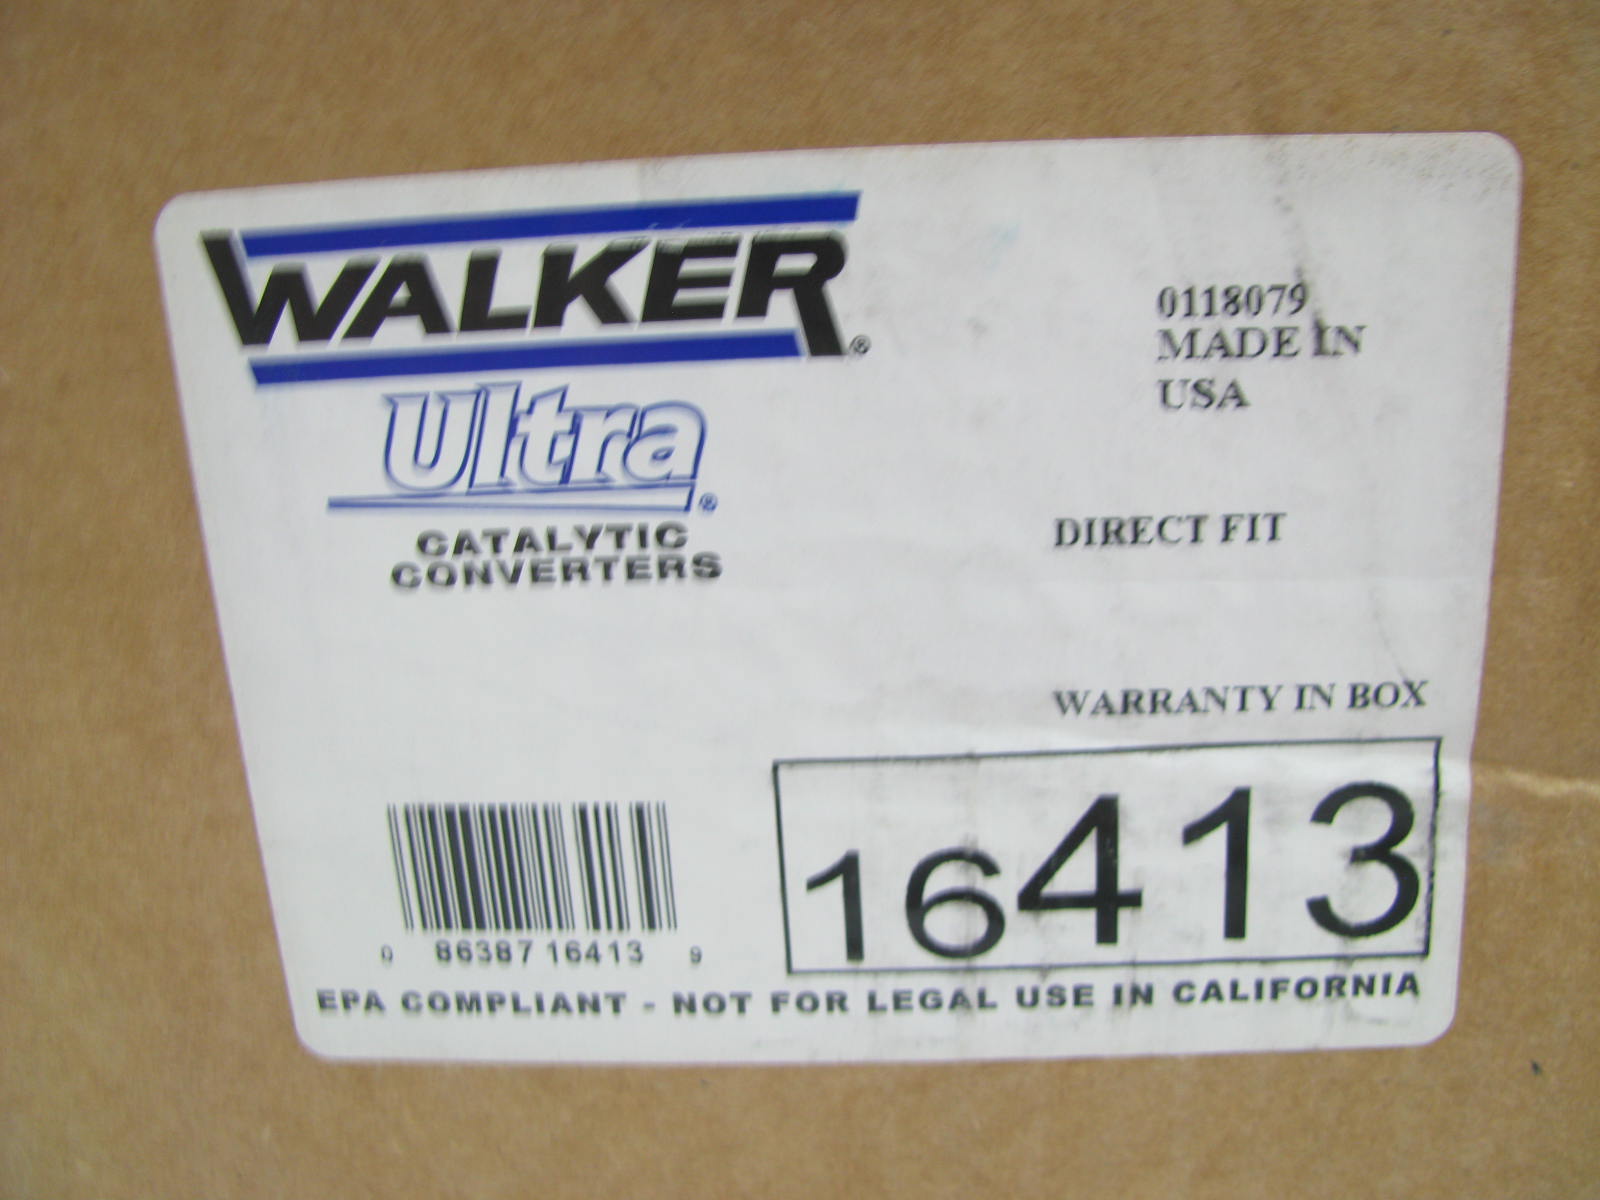 WALKER®
Ultra®
CATALYTIC
CONVERTERS
0118079
MADE IN
USA
DIRECT FIT
WARRANTY IN BOX
16413
0 86387 16413 9
EPA COMPLIANT - NOT FOR LEGAL USE IN CALIFORNIA